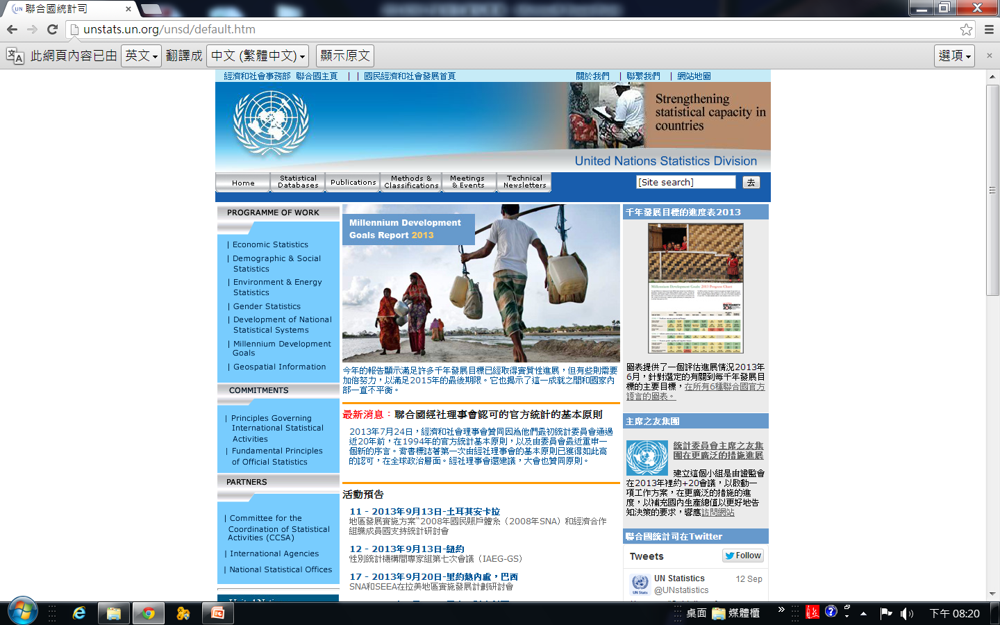 聯合國統計司
unstats.un.org/unsd/default.htm
此網頁內容已由 英文 翻譯成 中文 (繁體中文) 顯示原文 選項
經濟和社會事務部 聯合國主頁 | | 國民經濟和社會發展首頁 關於我們 | 聯繫我們 | 網站地圖
Strengthening
statistical capacity in
countries
United Nations Statistics Division
Home
Statistical
Databases
Publications
Methods &
Classifications
Meetings
& Events
Technical
Newsletters
[Site search] 去
PROGRAMME OF WORK
| Economic Statistics
| Demographic & Social
Statistics
| Environment & Energy
Statistics
| Gender Statistics
| Development of National
Statistical Systems
| Millennium Development
Goals
| Geospatial Information
COMMITMENTS
| Principles Governing
International Statistical
Activities
| Fundamental Principles
of Official Statistics
PARTNERS
| Committee for the
Coordination of Statistical
Activities (CCSA)
| International Agencies
| National Statistical Offices
Millennium Development
Goals Report 2013
今年的報告顯示滿足許多千年發展目標已經取得實質性進展，但有些則需要
加倍努力，以滿足2015年的最後期限。它也揭示了這一成就之間和國家內
部一直不平衡。
最新消息：聯合國經社理事會認可的官方統計的基本原則
2013年7月24日，經濟和社會理事會贊同因為他們最初統計委員會通過
近20年前，在1994年的官方統計基本原則，以及由委員會最近重申一
個新的序言。背書標誌著第一次由經社理事會的基本原則已獲得如此高
的認可，在全球政治層面。經社理事會還建議，大會也贊同原則。
活動預告
11 - 2013年9月13日-土耳其安卡拉
地區發展實施方案“2008年國民賬戶體系（2008年SNA）和經濟合作
組織成員國支持統計研討會
12 - 2013年9月13日-紐約
性別統計機構間專家組第七次會議（IAEG-GS）
17 - 2013年9月20日-里約熱內盧，巴西
SNA和SEEA在拉美地區實施發展計劃研討會
千年發展目標的進度表2013
Millennium Development Goals: 2013 Progress Chart
圖表提供了一個評估進展情況2013年
6月，針對選定的有關到每千年發展目
標的主要目標，在所有6種聯合國官方
語言的圖表。
主席之友集團
統計委員會主席之友集
團在更廣泛的措施進展
建立這個小組是由證監會
在2013年裡約+20會議，以啟動一
項工作方案，在更廣泛的措施的進
度，以補充國內生產總值以更好地告
知決策的要求，響應訪問網站
聯合國統計司在Twitter
Tweets Follow
UN Statistics 12 Sep
@UNstatistics
桌面 媒體櫃 » 下午 08:20